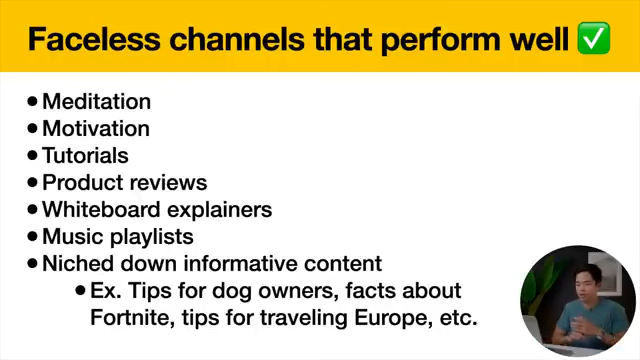 Faceless channels that perform well ✅
• Meditation
• Motivation
• Tutorials
• Product reviews
• Whiteboard explainers
• Music playlists
• Niched down informative content
• Ex. Tips for dog owners, facts about
Fortnite, tips for traveling Europe, etc.